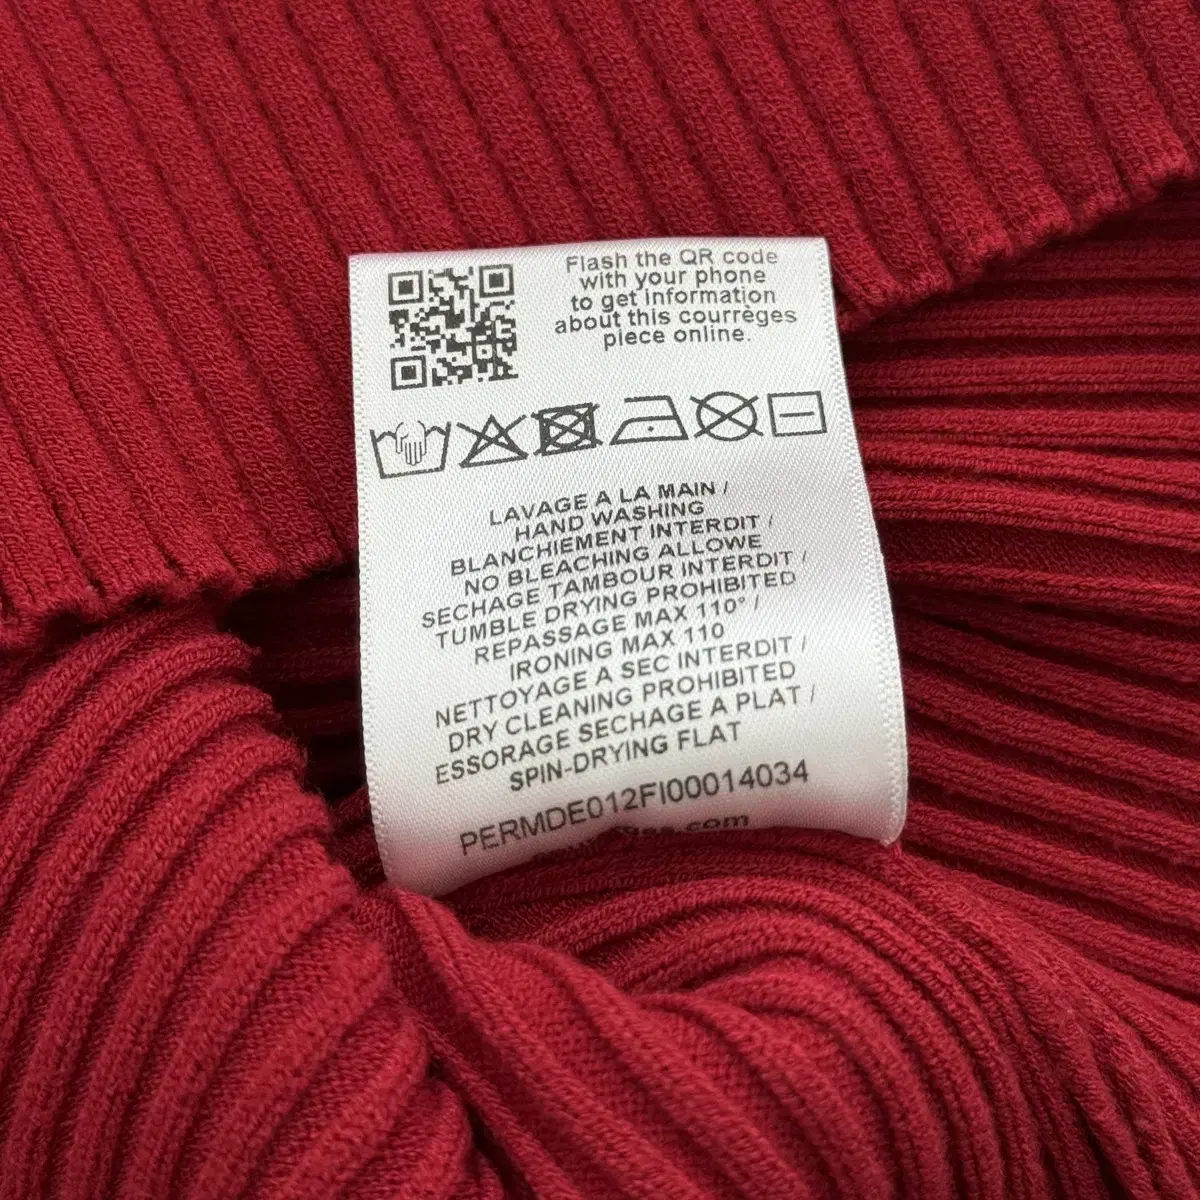 Flash the QR code
with your phone
to get information
about this courrèges
piece online.
LAVAGE A LA MAIN /
HAND WASHING
BLANCHIEMENT INTERDIT /
NO BLEACHING ALLOWE
SECHAGE TAMBOUR INTERDIT /
TUMBLE DRYING PROHIBITED
REPASSAGE MAX 110° /
IRONING MAX 110
NETTOYAGE A SEC INTERDIT /
DRY CLEANING PROHIBITED
ESSORAGE SECHAGE A PLAT /
SPIN-DRYING FLAT
PERMDE012FI00014034